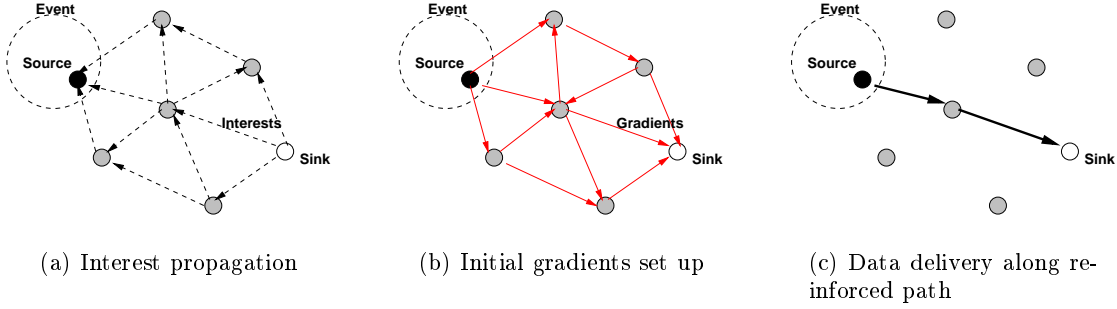 Event
Source
Interests
Sink
(a) Interest propagation
Event
Source
Gradients
Sink
(b) Initial gradients set up
Event
Source
Sink
(c) Data delivery along re-
inforced path